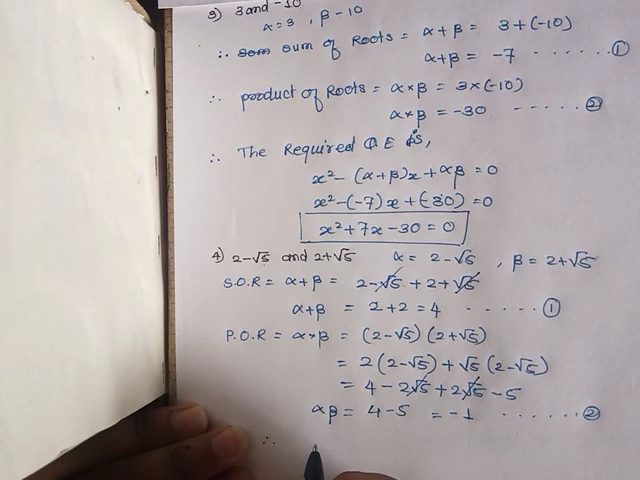 3) 3 and -10
α = 3 , β - 10
∴ sum of Roots = α + β = 3 + (-10)
α+β = -7 ...... ①
∴ product of Roots = α × β = 3 × (-10)
α × β = -30 ..... ②
∴ The Required Q E is,
x² - (α + β)x + αβ = 0
x² - (-7)x + (-30) = 0
x² + 7x - 30 = 0
4) 2-√5 and 2+√5 α = 2 - √5 , β = 2+√5
S.O.R = α + β = 2 - √5 + 2 + √5
α+β = 2 + 2 = 4 ...... ①
P.O.R = α × β = (2-√5) (2+√5)
= 2 (2-√5) + √5 (2-√5)
= 4 - 2√5 + 2√5 - 5
αβ = 4 - 5 = -1 ...... ②
∴